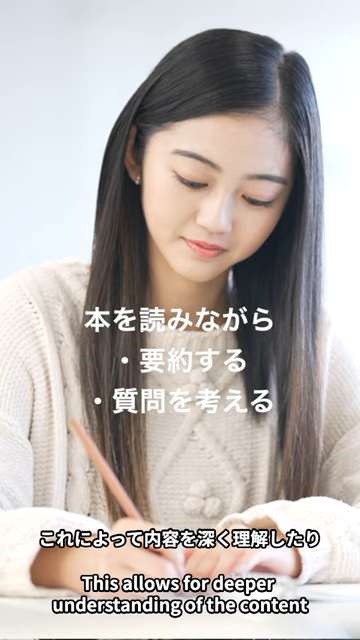 本を読みながら
・要約する
・質問を考える
これによって内容を深く理解したり
This allows for deeper
understanding of the content